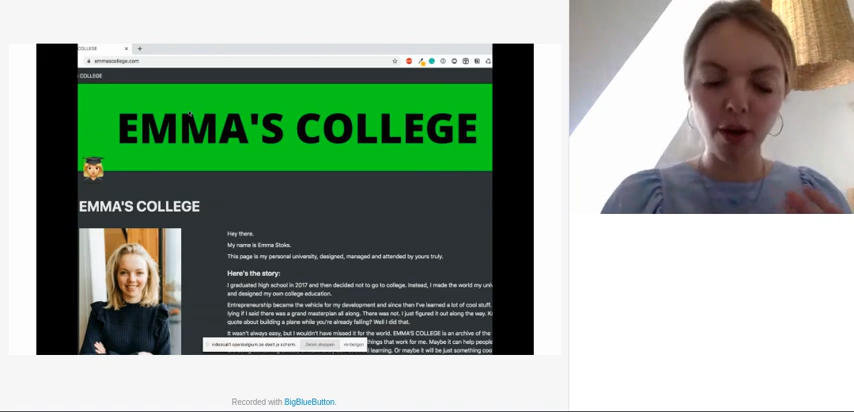 COLLEGE × +
emmascollege.com
COLLEGE
EMMA'S COLLEGE
EMMA'S COLLEGE
Hey there.
My name is Emma Stoks.
This page is my personal university, designed, managed and attended by yours truly.
Here's the story:
I graduated high school in 2017 and then decided not to go to college. Instead, I made the world my
and designed my own college education.
Entrepreneurship became the vehicle for my development and since then I've learned a lot of cool stuff.
lying if I said there was a grand masterplan all along. There was not. I just figured it out along the way.
quote about building a plane while you're already falling? Well I did that.
It wasn't always easy, but I wouldn't have missed it for the world. EMMA'S COLLEGE is an archive of the
things that work for me. Maybe it can help people
learning. Or maybe it will be just something
Recorded with BigBlueButton.